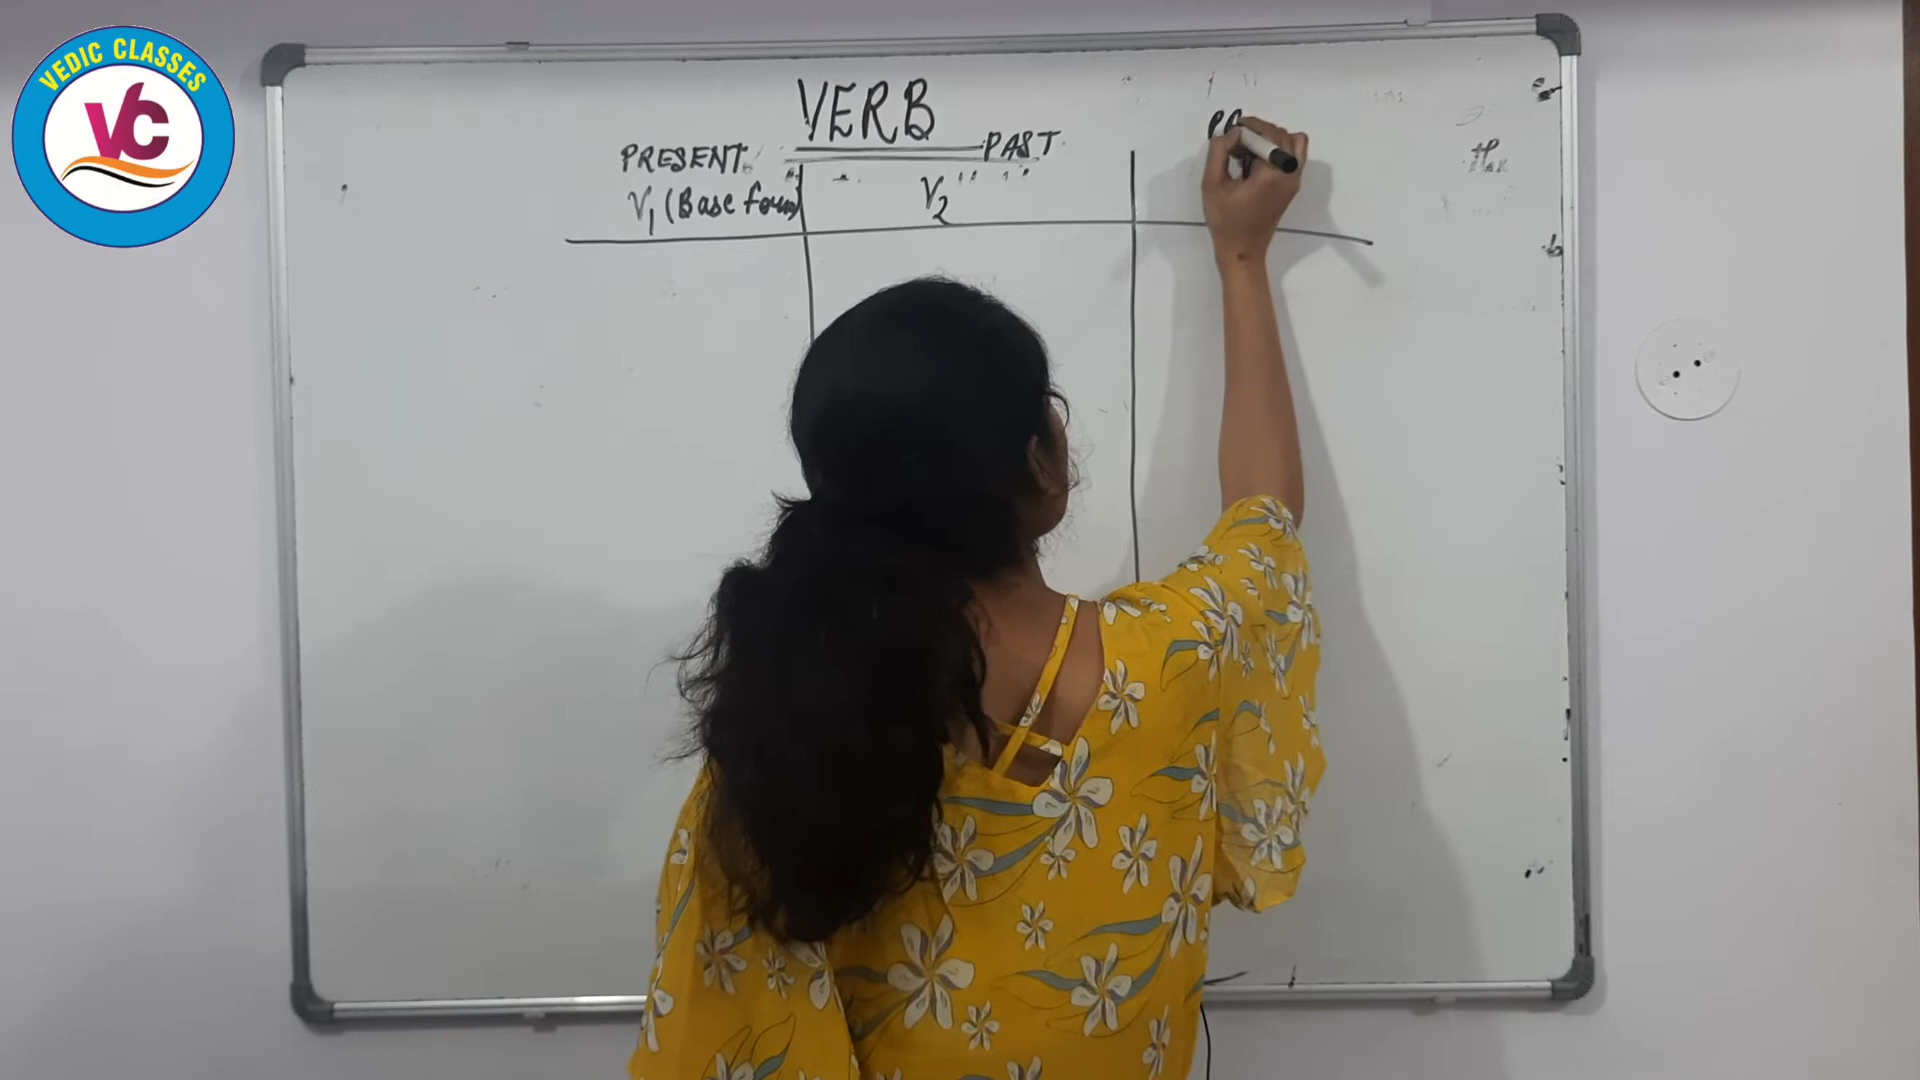 VEDIC CLASSES
VC
VERB
PRESENT PAST
V1 (Base form) V2